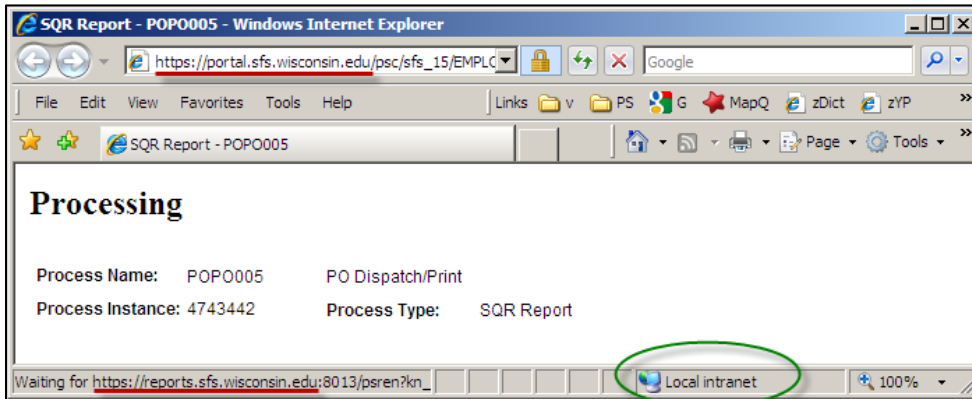 SQR Report - POPO005 - Windows Internet Explorer
https://portal.sfs.wisconsin.edu/psc/sfs_15/EMPLC Google
File Edit View Favorites Tools Help Links v PS G MapQ zDict zYP »
SQR Report - POPO005 Page Tools »
Processing
Process Name: POPO005 PO Dispatch/Print
Process Instance: 4743442 Process Type: SQR Report
Waiting for https://reports.sfs.wisconsin.edu:8013/psren?kn_ Local intranet 100%